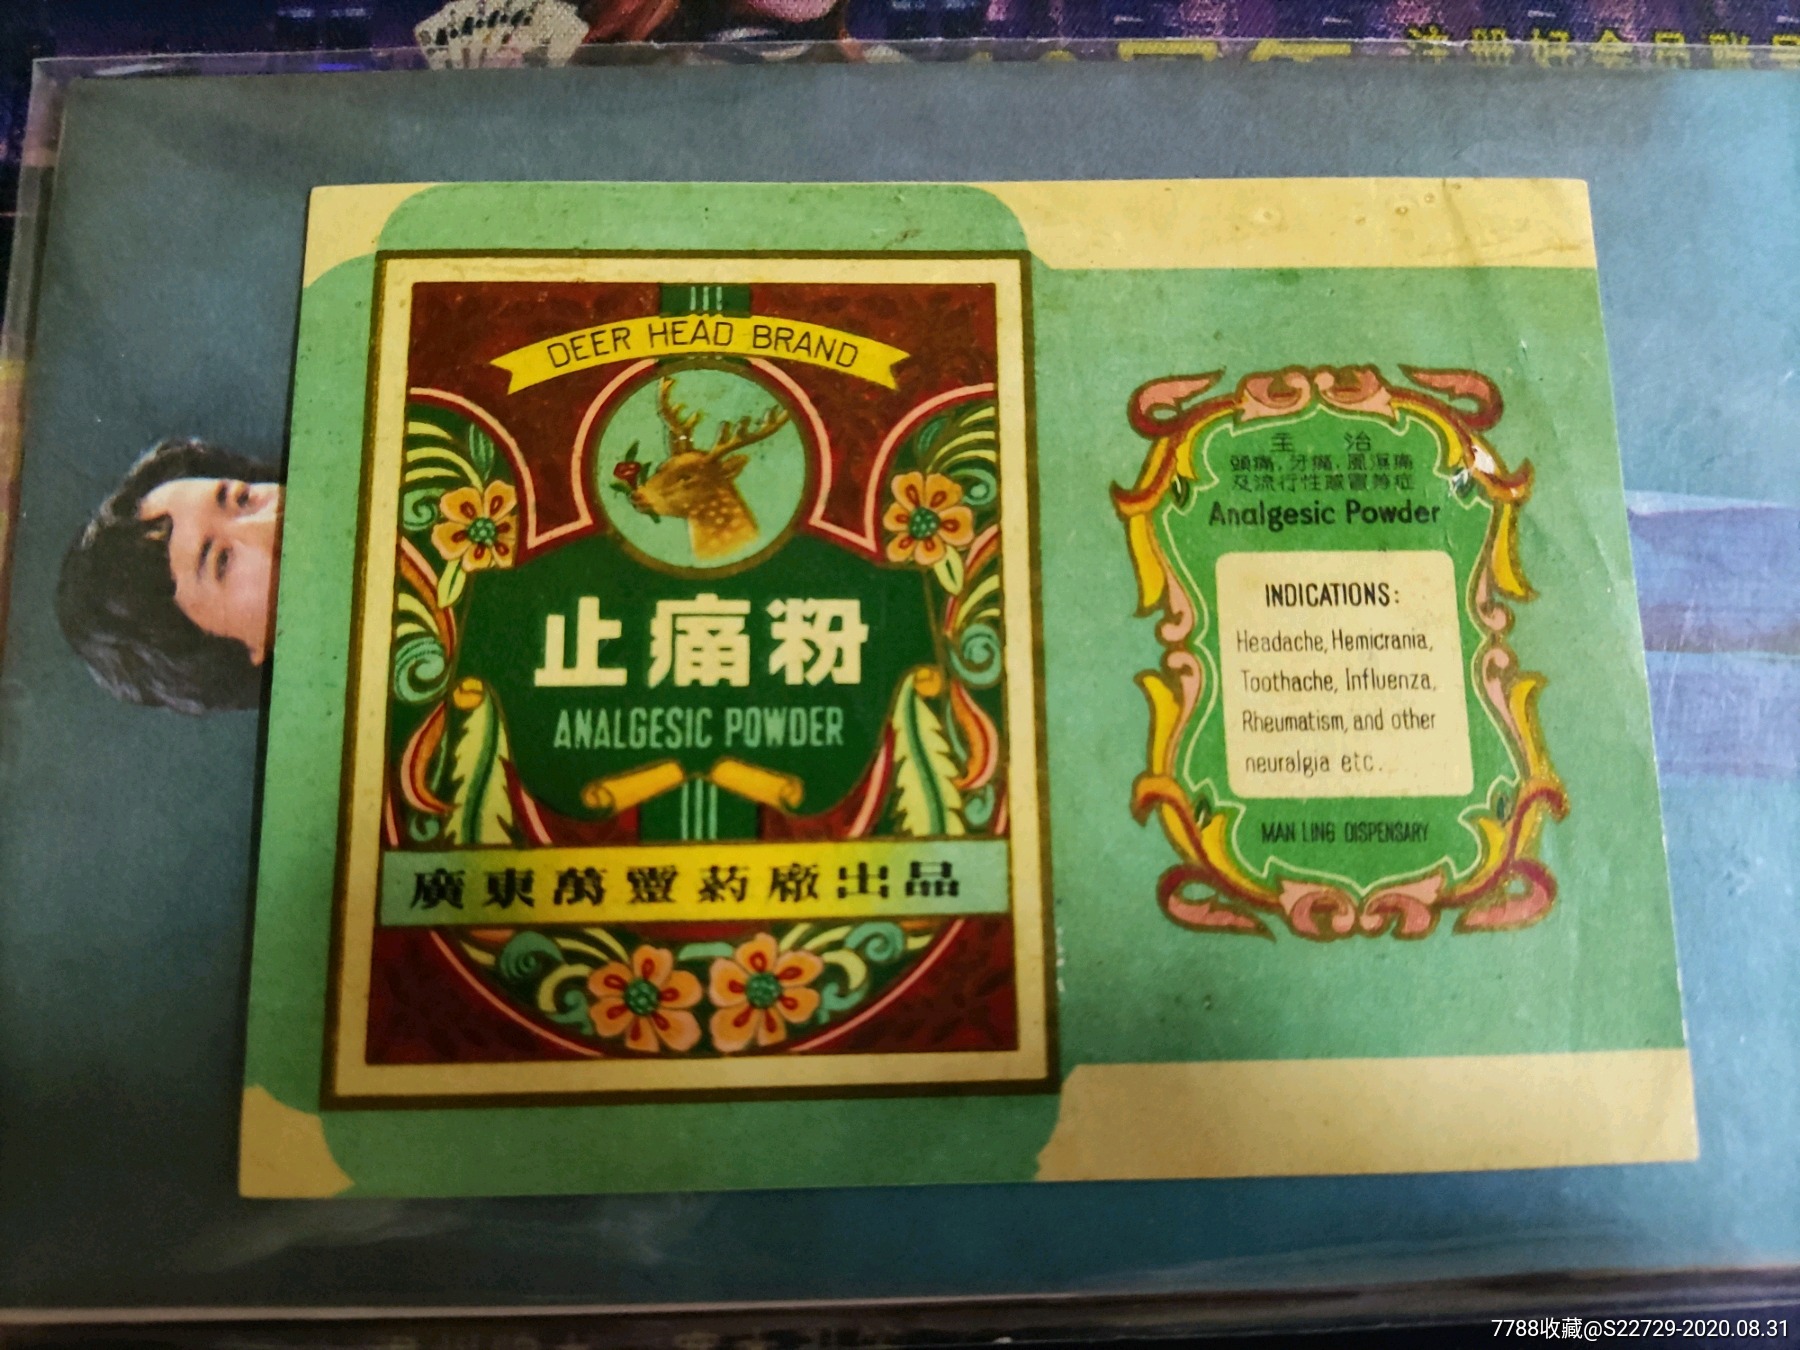 DEER HEAD BRAND
止痛粉
ANALGESIC POWDER
廣東萬靈药廠出品
主 治
頭痛,牙痛,風濕痛
及流行性感冒等症
Analgesic Powder
INDICATIONS:
Headache, Hemicrania,
Toothache, Influenza,
Rheumatism, and other
neuralgia etc.
MAN LING DISPENSARY
7788收藏@S22729-2020.08.31